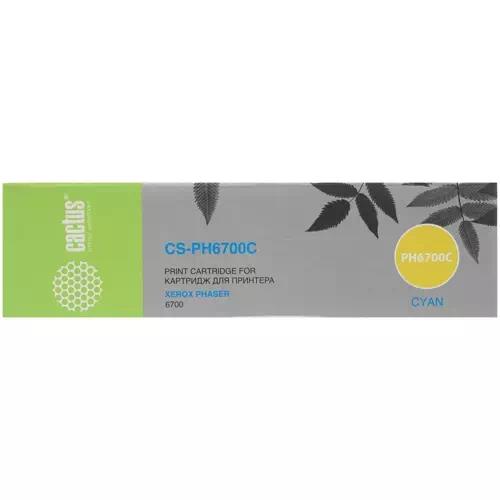 cactus
CS-PH6700C
PRINT CARTRIDGE FOR
КАРТРИДЖ ДЛЯ ПРИНТЕРА
XEROX PHASER
6700
PH6700C
CYAN